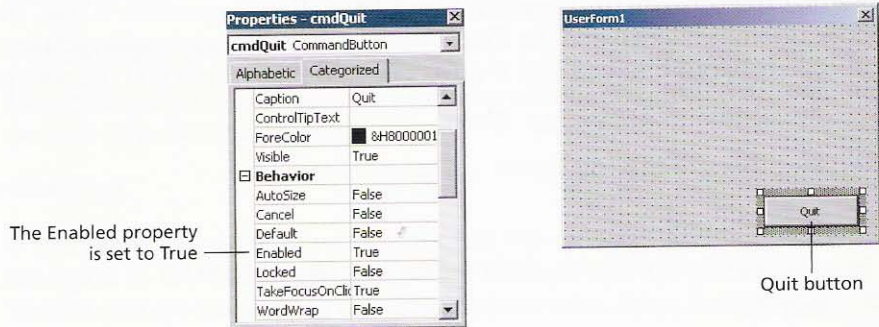 Properties - cmdQuit
cmdQuit CommandButton
Alphabetic Categorized
Caption Quit
ControlTipText
ForeColor &H8000001
Visible True
Behavior
AutoSize False
Cancel False
Default False
Enabled True
Locked False
TakeFocusOnClic True
WordWrap False
The Enabled property
is set to True
UserForm1
Quit
Quit button